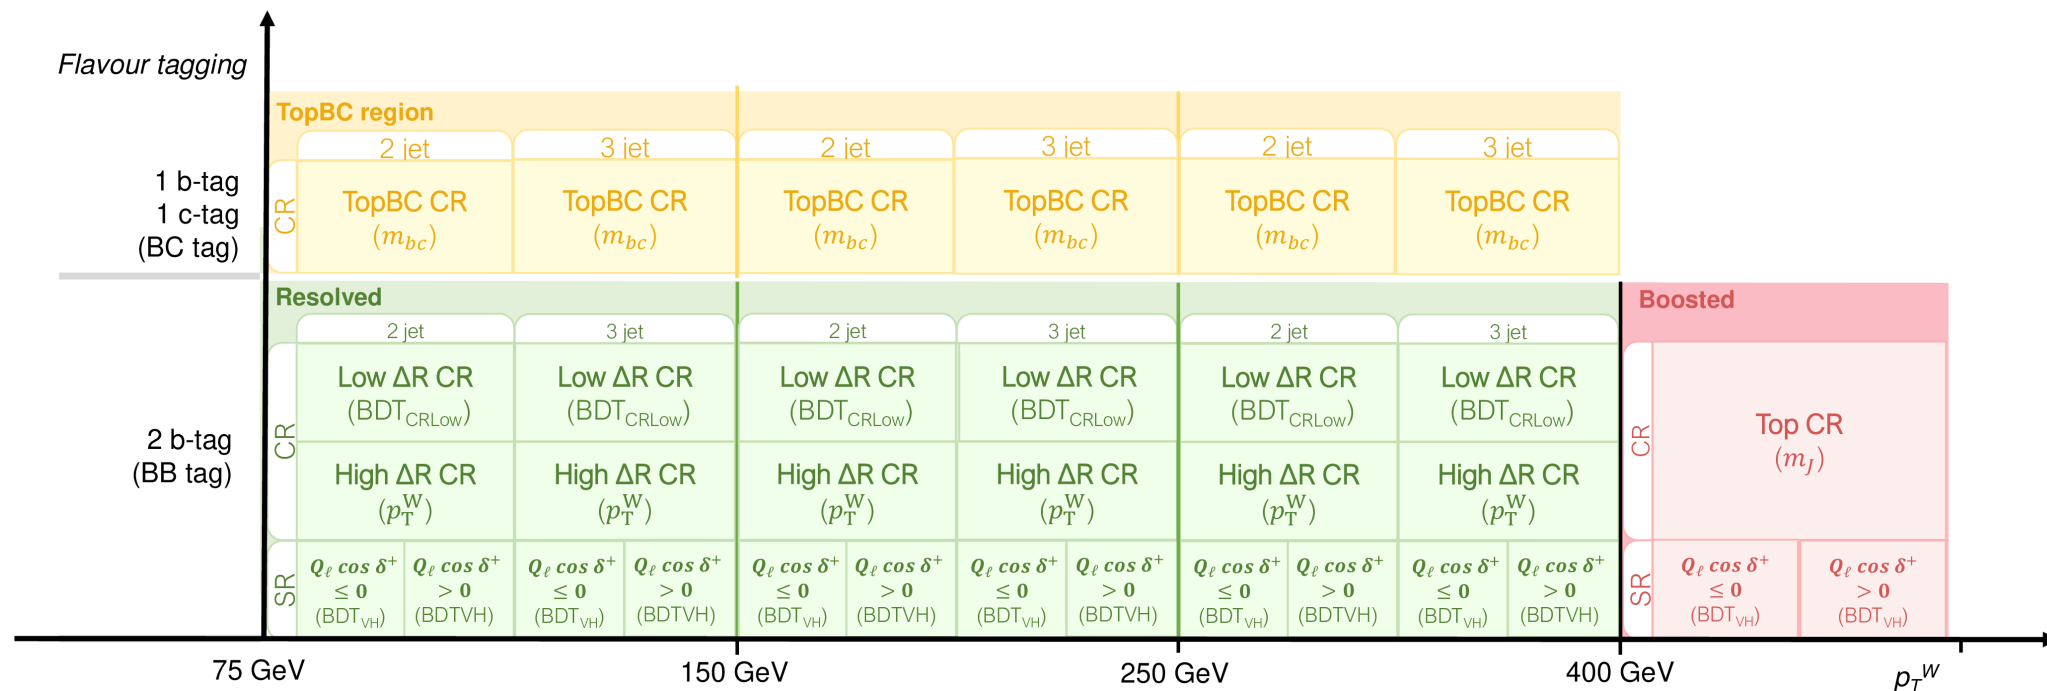 Flavour tagging
TopBC region
2 jet 3 jet 2 jet 3 jet 2 jet 3 jet
1 b-tag
1 c-tag
(BC tag)
CR
TopBC CR TopBC CR TopBC CR TopBC CR TopBC CR TopBC CR
(m_bc) (m_bc) (m_bc) (m_bc) (m_bc) (m_bc)
Resolved
Boosted
2 jet 3 jet 2 jet 3 jet 2 jet 3 jet
2 b-tag
(BB tag)
CR
Low ΔR CR Low ΔR CR Low ΔR CR Low ΔR CR Low ΔR CR Low ΔR CR
(BDT_CRLow) (BDT_CRLow) (BDT_CRLow) (BDT_CRLow) (BDT_CRLow) (BDT_CRLow)
High ΔR CR High ΔR CR High ΔR CR High ΔR CR High ΔR CR High ΔR CR
(p_T^W) (p_T^W) (p_T^W) (p_T^W) (p_T^W) (p_T^W)
CR
Top CR
(m_J)
SR
Q_ℓ cos δ⁺ Q_ℓ cos δ⁺ Q_ℓ cos δ⁺ Q_ℓ cos δ⁺ Q_ℓ cos δ⁺ Q_ℓ cos δ⁺ Q_ℓ cos δ⁺ Q_ℓ cos δ⁺ Q_ℓ cos δ⁺ Q_ℓ cos δ⁺ Q_ℓ cos δ⁺ Q_ℓ cos δ⁺
≤ 0 > 0 ≤ 0 > 0 ≤ 0 > 0 ≤ 0 > 0 ≤ 0 > 0 ≤ 0 > 0
(BDT_VH) (BDTVH) (BDT_VH) (BDTVH) (BDT_VH) (BDTVH) (BDT_VH) (BDTVH) (BDT_VH) (BDTVH) (BDT_VH) (BDTVH)
SR
Q_ℓ cos δ⁺ Q_ℓ cos δ⁺
≤ 0 > 0
(BDT_VH) (BDT_VH)
75 GeV 150 GeV 250 GeV 400 GeV p_T^W